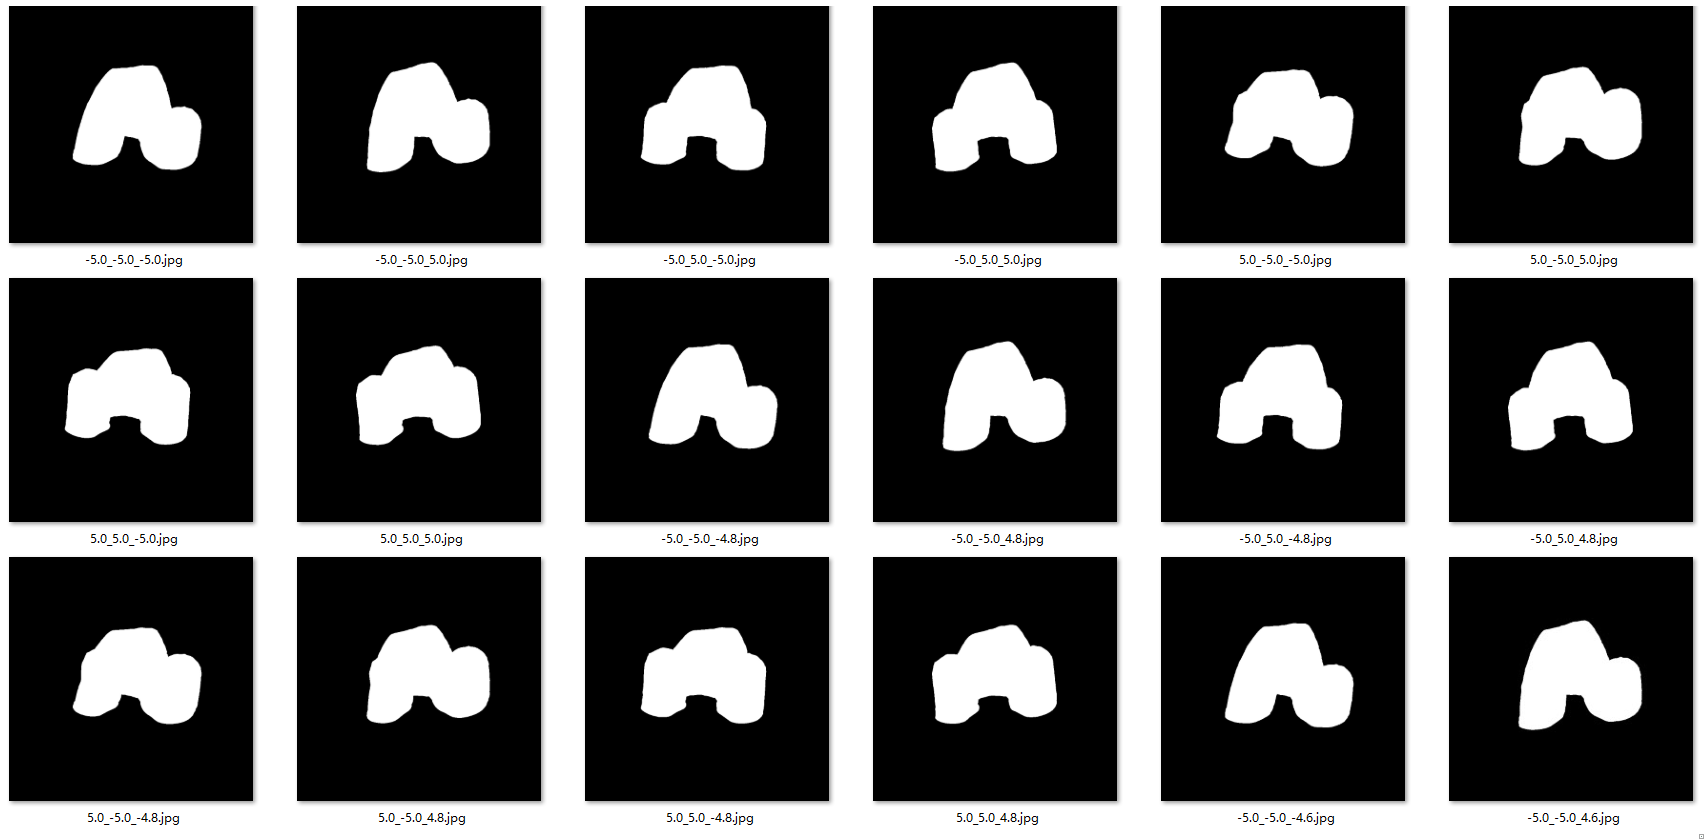 -5.0_-5.0_-5.0.jpg
-5.0_-5.0_5.0.jpg
-5.0_5.0_-5.0.jpg
-5.0_5.0_5.0.jpg
5.0_-5.0_-5.0.jpg
5.0_-5.0_5.0.jpg
5.0_5.0_-5.0.jpg
5.0_5.0_5.0.jpg
-5.0_-5.0_-4.8.jpg
-5.0_-5.0_4.8.jpg
-5.0_5.0_-4.8.jpg
-5.0_5.0_4.8.jpg
5.0_-5.0_-4.8.jpg
5.0_-5.0_4.8.jpg
5.0_5.0_-4.8.jpg
5.0_5.0_4.8.jpg
-5.0_-5.0_-4.6.jpg
-5.0_-5.0_4.6.jpg